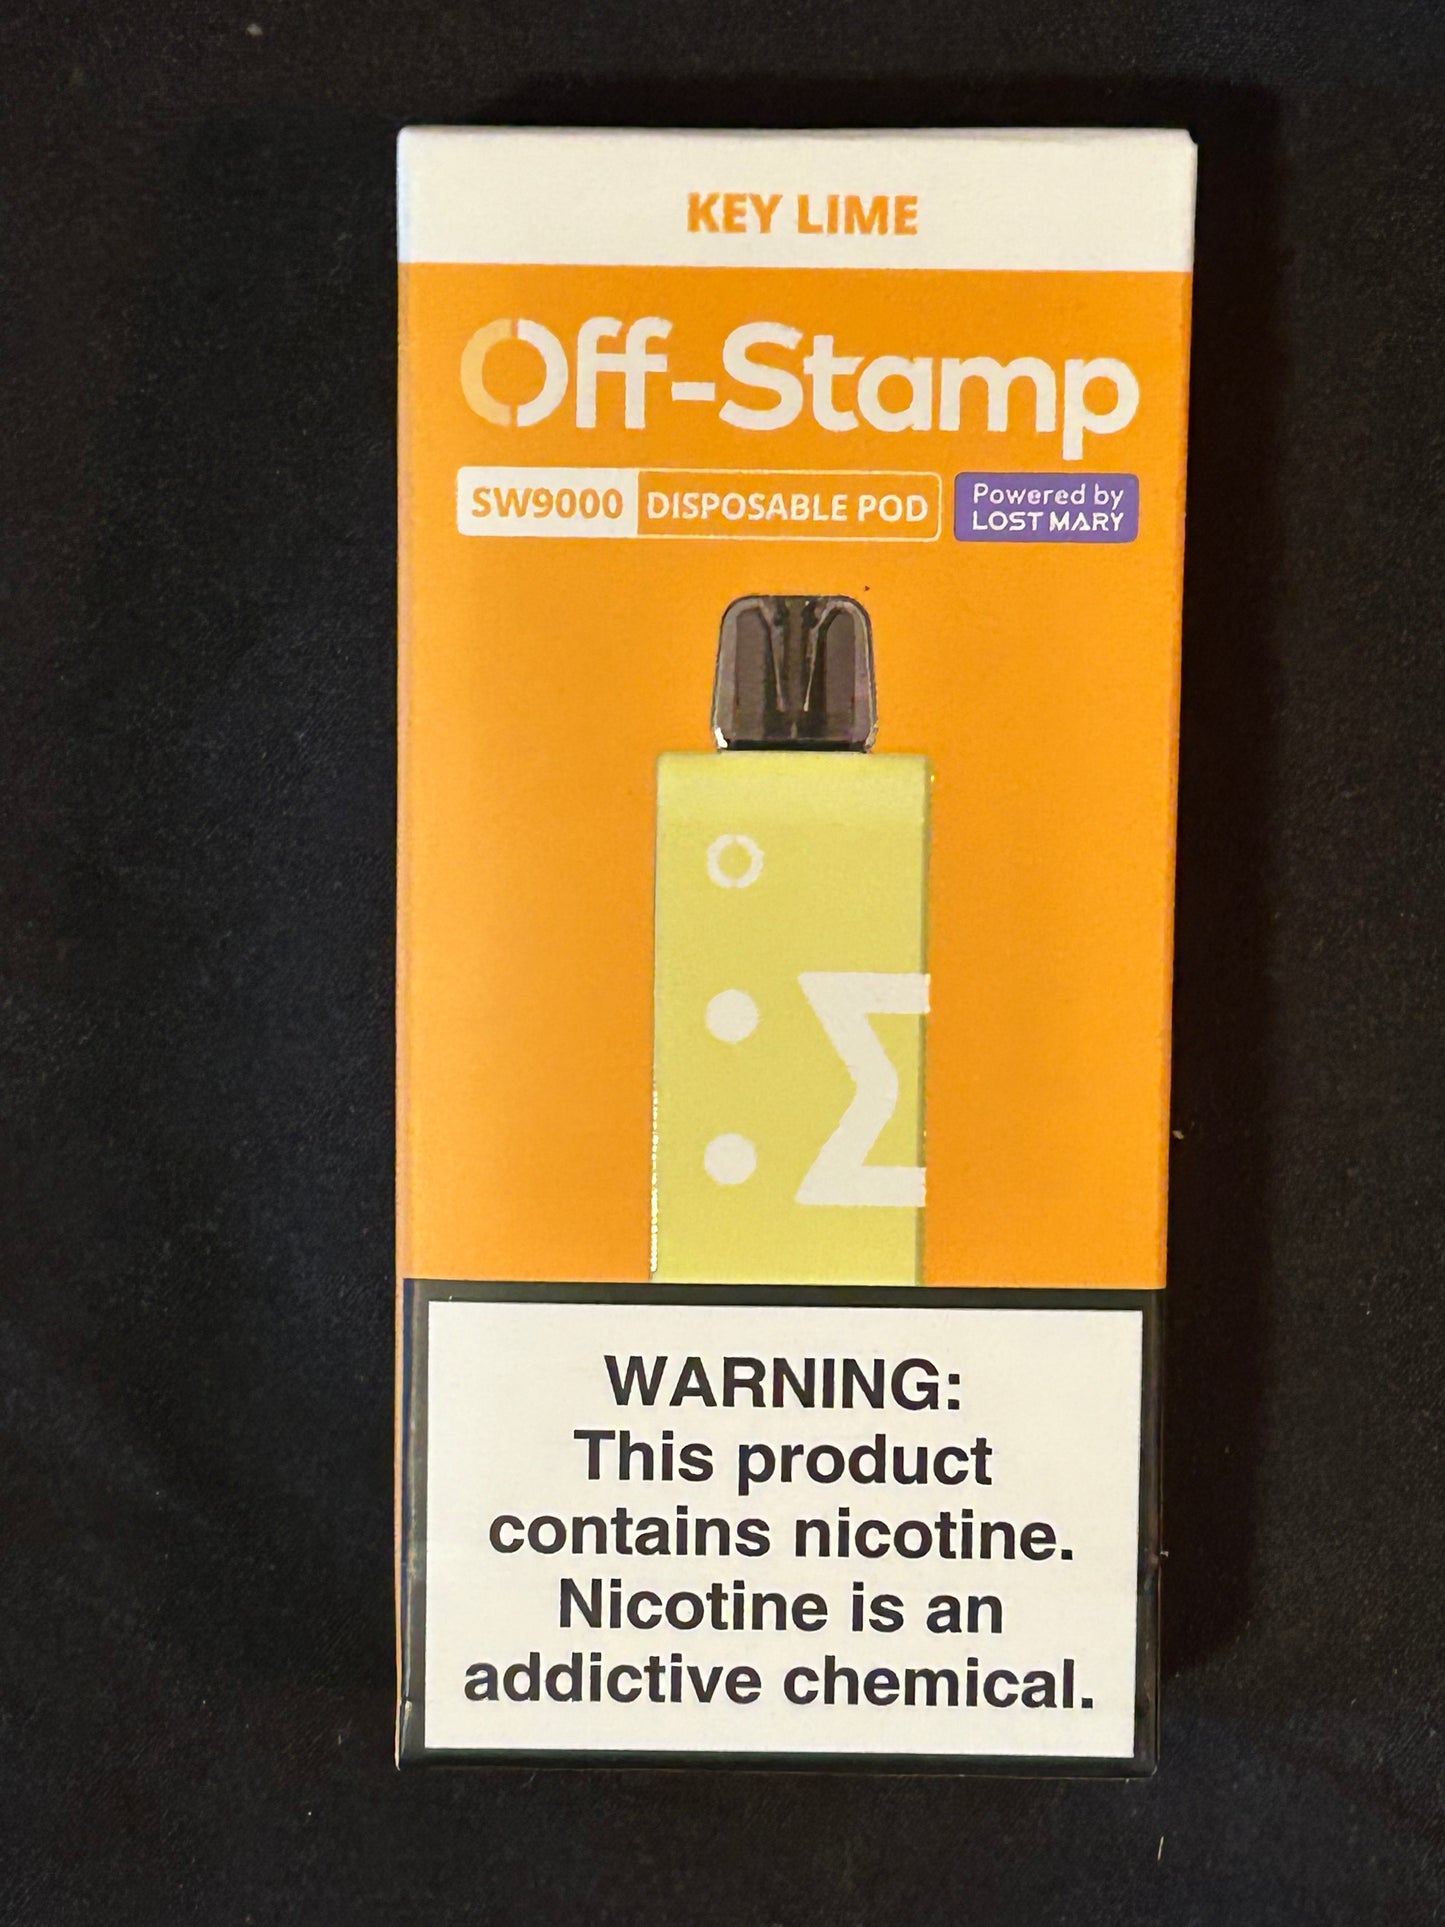 KEY LIME
Off-Stamp
SW9000 DISPOSABLE POD
Powered by
LOST MARY
WARNING:
This product
contains nicotine.
Nicotine is an
addictive chemical.